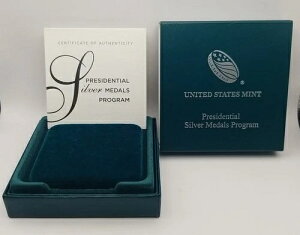 CERTIFICATE OF AUTHENTICITY
PRESIDENTIAL
Silver MEDALS
PROGRAM
UNITED STATES MINT
Presidential
Silver Medals Program